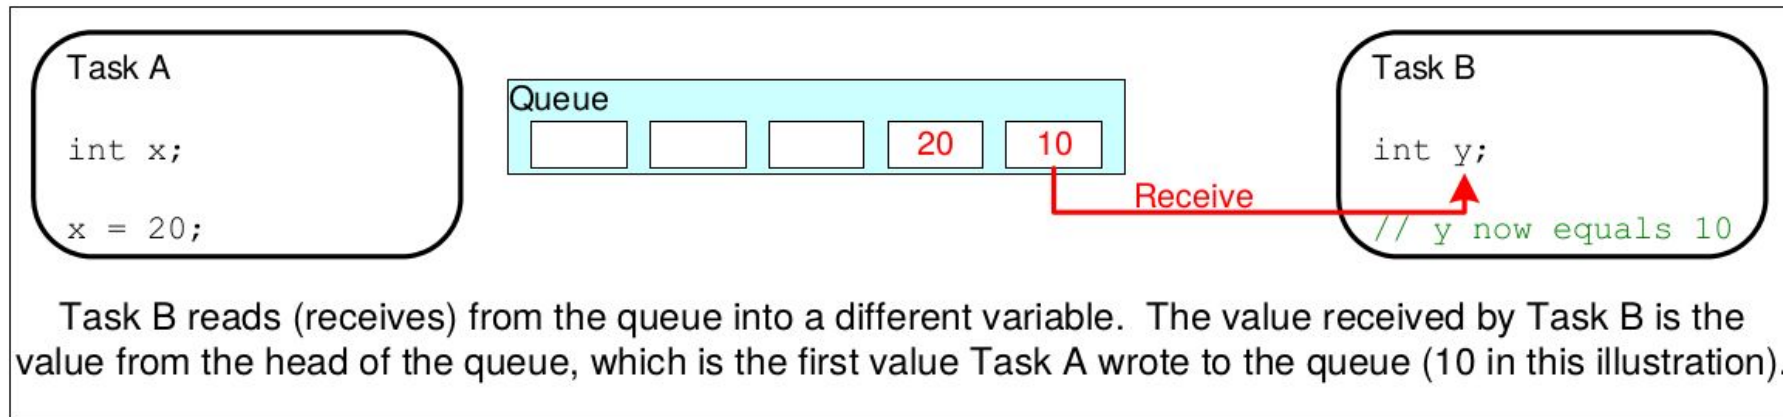 Task A
int x;
x = 20;
Queue
20
10
Receive
Task B
int y;
// y now equals 10
Task B reads (receives) from the queue into a different variable. The value received by Task B is the
value from the head of the queue, which is the first value Task A wrote to the queue (10 in this illustration).